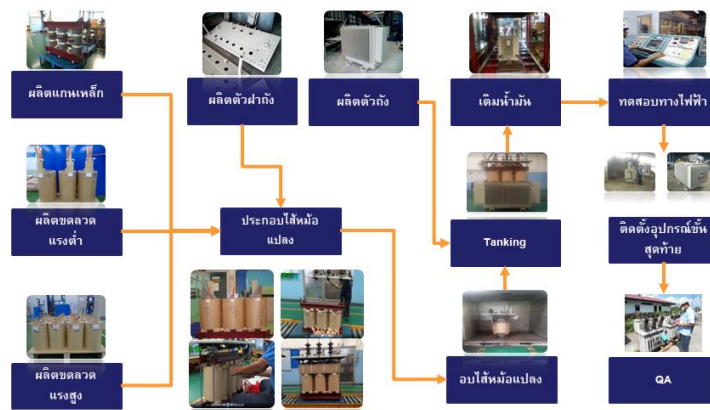 ผลิตแกนเหล็ก
ผลิตตัวฝาถัง
ผลิตตัวถัง
เติมน้ำมัน
ทดสอบทางไฟฟ้า
ผลิตขดลวด
แรงต่ำ
ประกอบไส้หม้อ
แปลง
Tanking
ติดตั้งอุปกรณ์ขั้น
สุดท้าย
ผลิตขดลวด
แรงสูง
อบไส้หม้อแปลง
QA